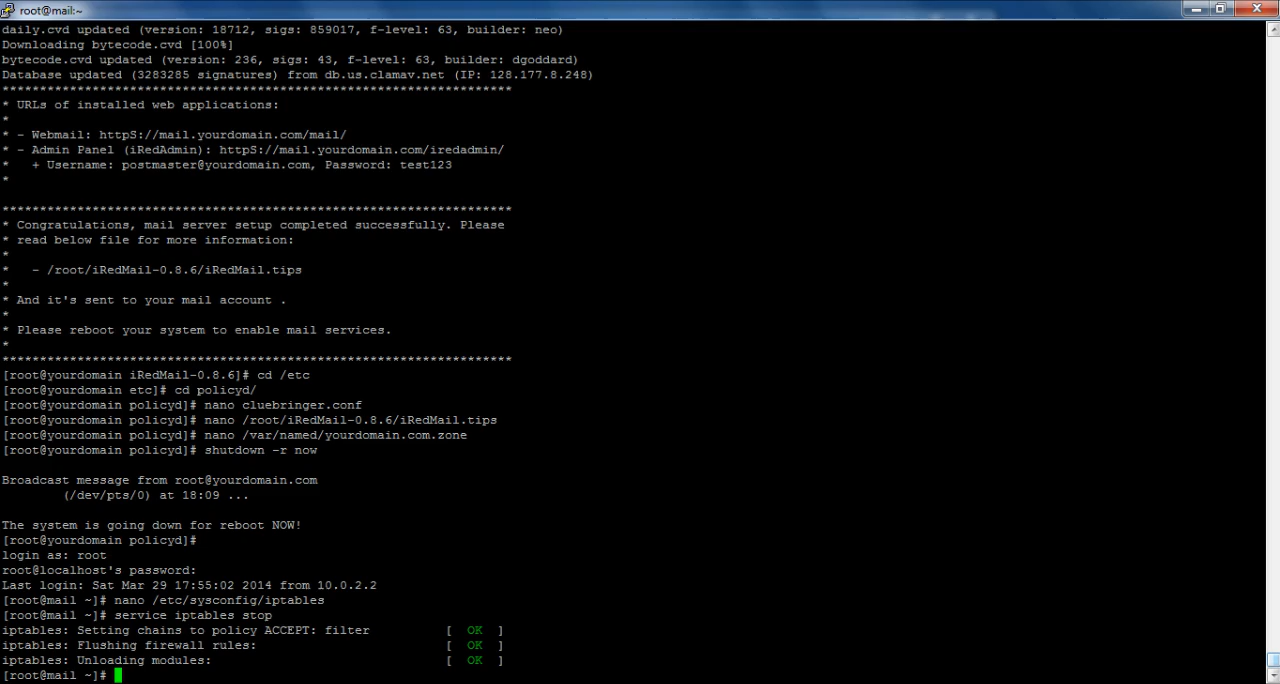 root@mail:~
daily.cvd updated (version: 18712, sigs: 859017, f-level: 63, builder: neo)
Downloading bytecode.cvd [100%]
bytecode.cvd updated (version: 236, sigs: 43, f-level: 63, builder: dgoddard)
Database updated (3283285 signatures) from db.us.clamav.net (IP: 128.177.8.248)
********************************************************************
* URLs of installed web applications:
*
* - Webmail: httpS://mail.yourdomain.com/mail/
* - Admin Panel (iRedAdmin): httpS://mail.yourdomain.com/iredadmin/
*   + Username: postmaster@yourdomain.com, Password: test123
*
********************************************************************
* Congratulations, mail server setup completed successfully. Please
* read below file for more information:
*
*   - /root/iRedMail-0.8.6/iRedMail.tips
*
* And it's sent to your mail account .
*
* Please reboot your system to enable mail services.
*
********************************************************************
[root@yourdomain iRedMail-0.8.6]# cd /etc
[root@yourdomain etc]# cd policyd/
[root@yourdomain policyd]# nano cluebringer.conf
[root@yourdomain policyd]# nano /root/iRedMail-0.8.6/iRedMail.tips
[root@yourdomain policyd]# nano /var/named/yourdomain.com.zone
[root@yourdomain policyd]# shutdown -r now
Broadcast message from root@yourdomain.com
(/dev/pts/0) at 18:09 ...
The system is going down for reboot NOW!
[root@yourdomain policyd]#
login as: root
root@localhost's password:
Last login: Sat Mar 29 17:55:02 2014 from 10.0.2.2
[root@mail ~]# nano /etc/sysconfig/iptables
[root@mail ~]# service iptables stop
iptables: Setting chains to policy ACCEPT: filter          [  OK  ]
iptables: Flushing firewall rules:                         [  OK  ]
iptables: Unloading modules:                               [  OK  ]
[root@mail ~]#